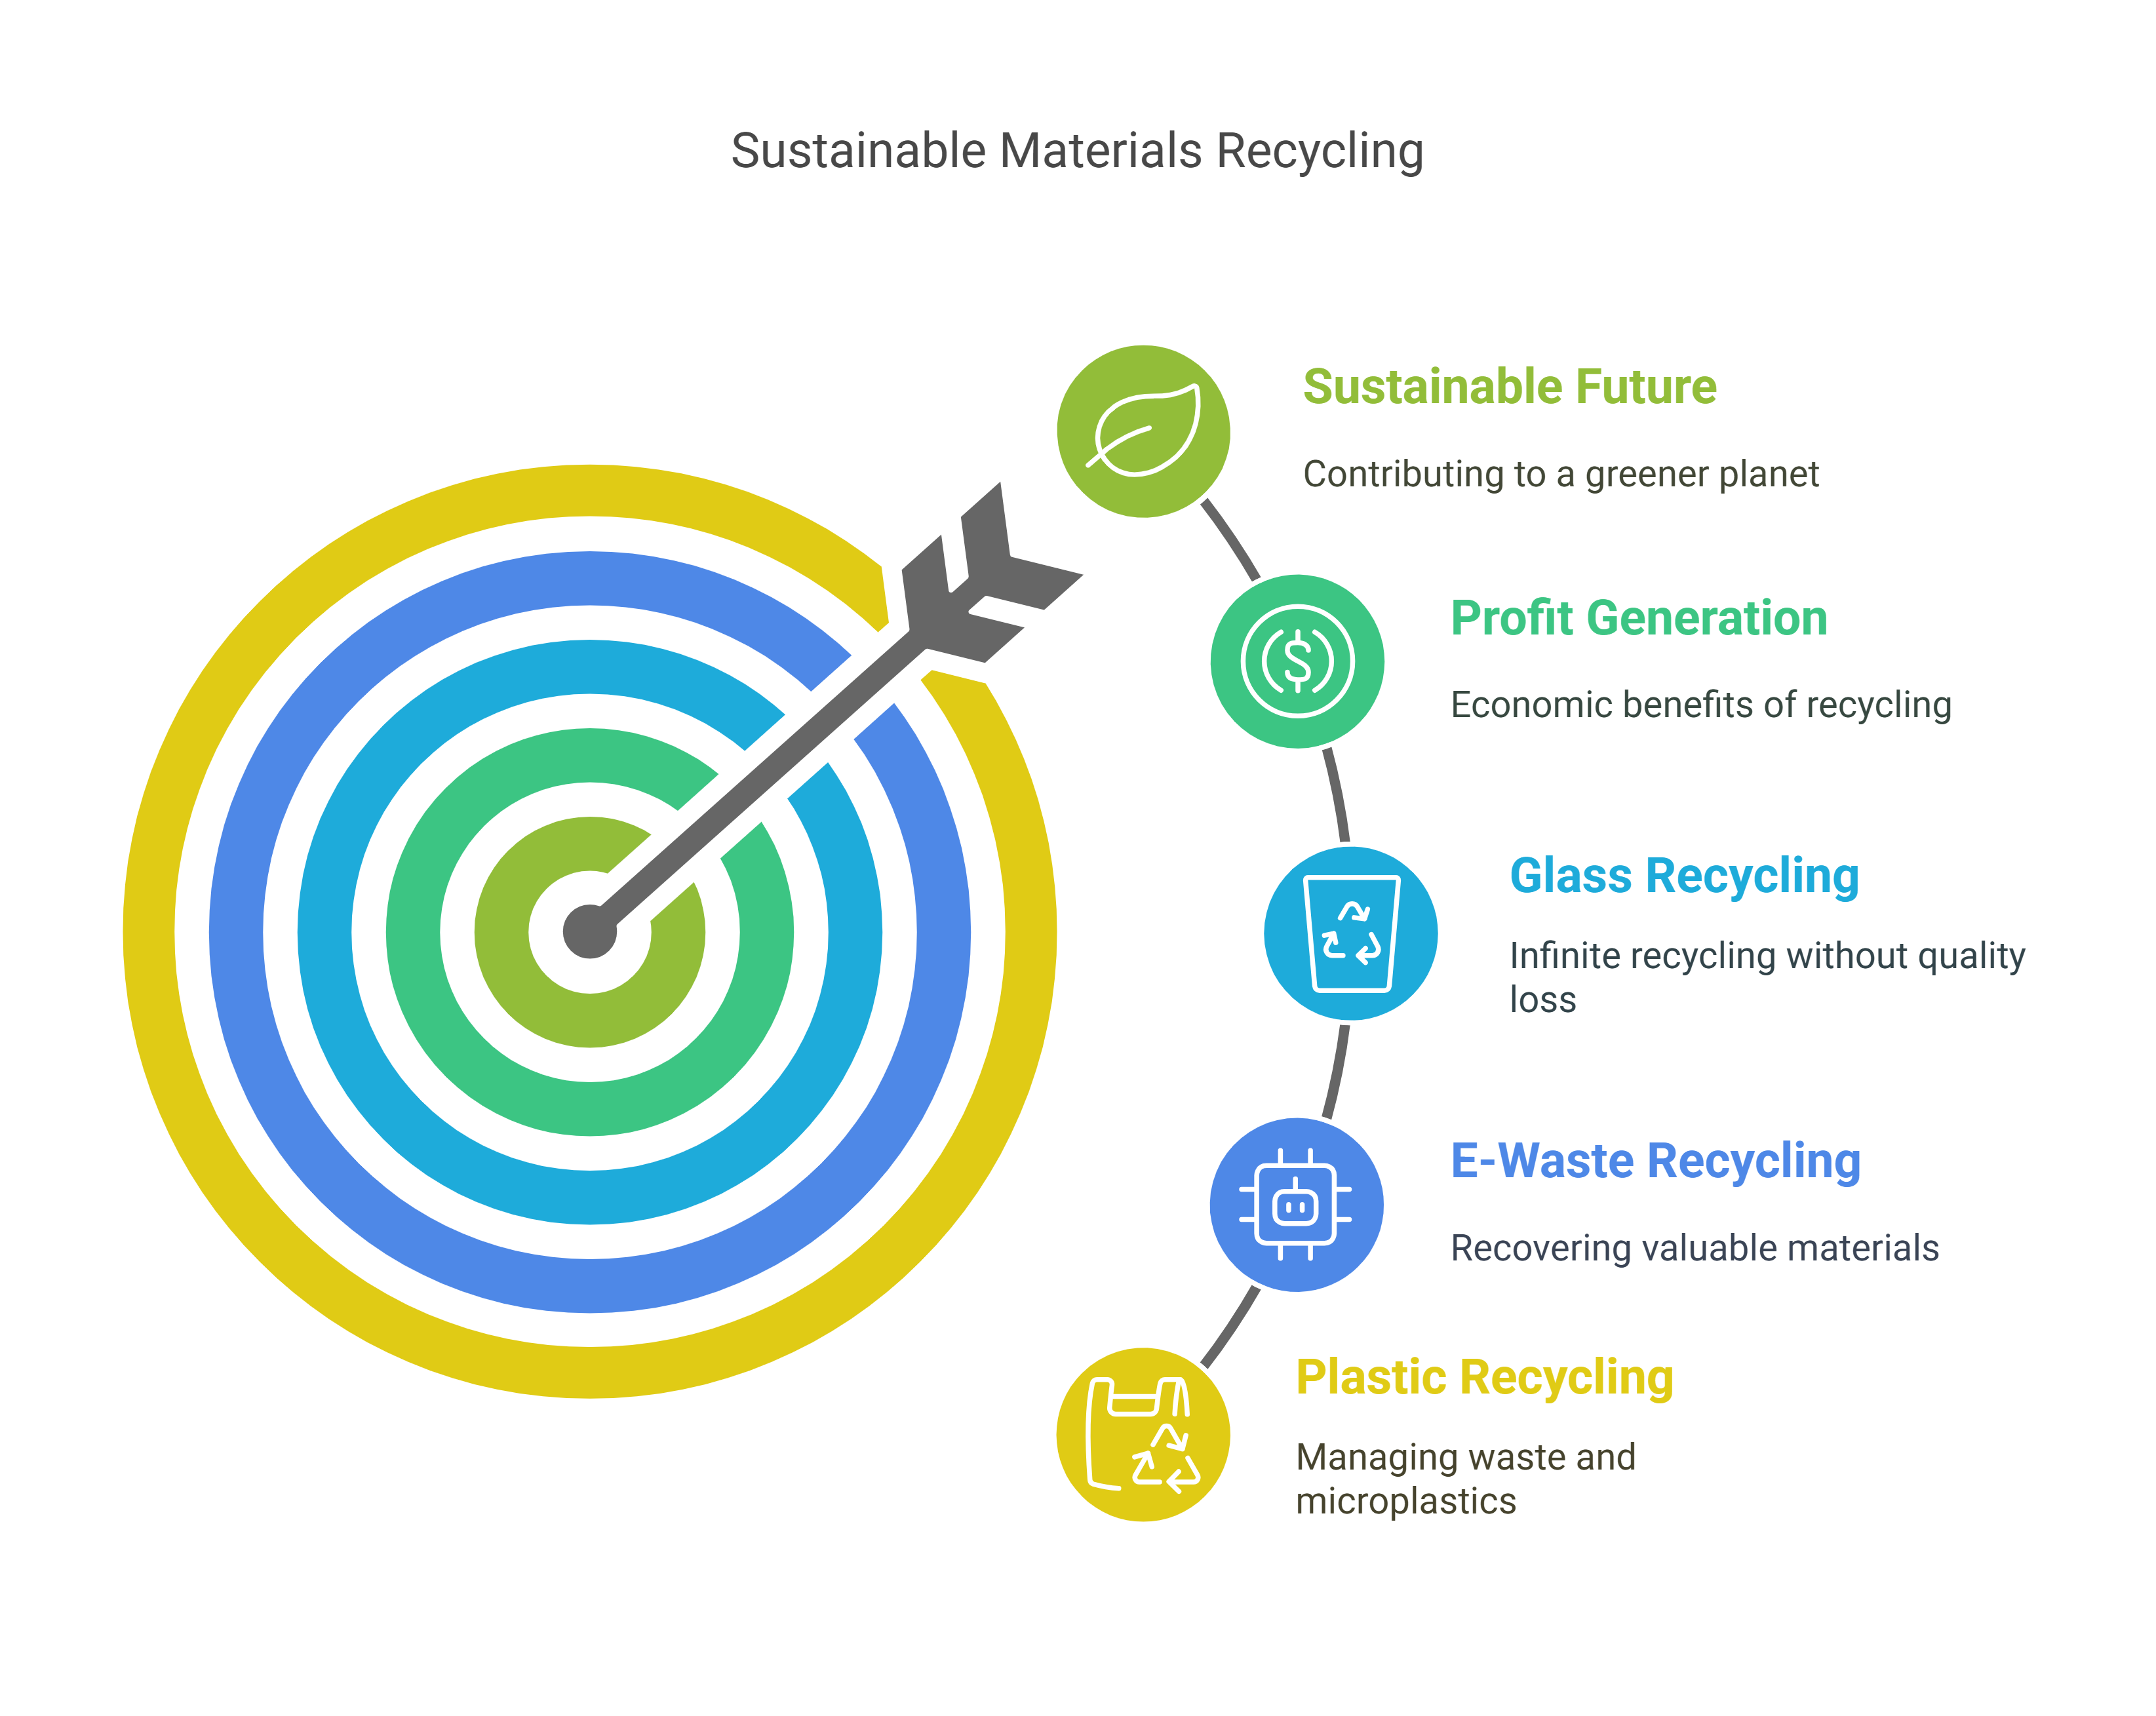 Sustainable Materials Recycling
Sustainable Future
Contributing to a greener planet
Profit Generation
Economic benefits of recycling
Glass Recycling
Infinite recycling without quality
loss
E-Waste Recycling
Recovering valuable materials
Plastic Recycling
Managing waste and
microplastics